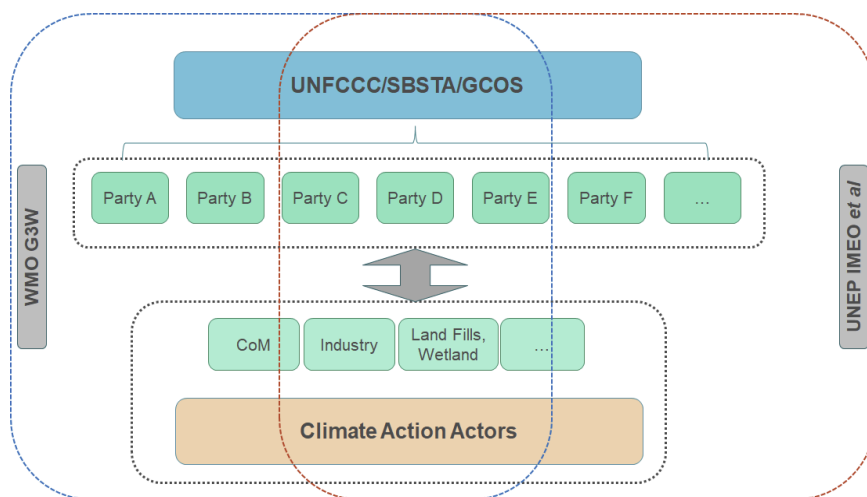 UNFCCC/SBSTA/GCOS
WMO G3W
Party A
Party B
Party C
Party D
Party E
Party F
...
UNEP IMEO et al
CoM
Industry
Land Fills,
Wetland
...
Climate Action Actors